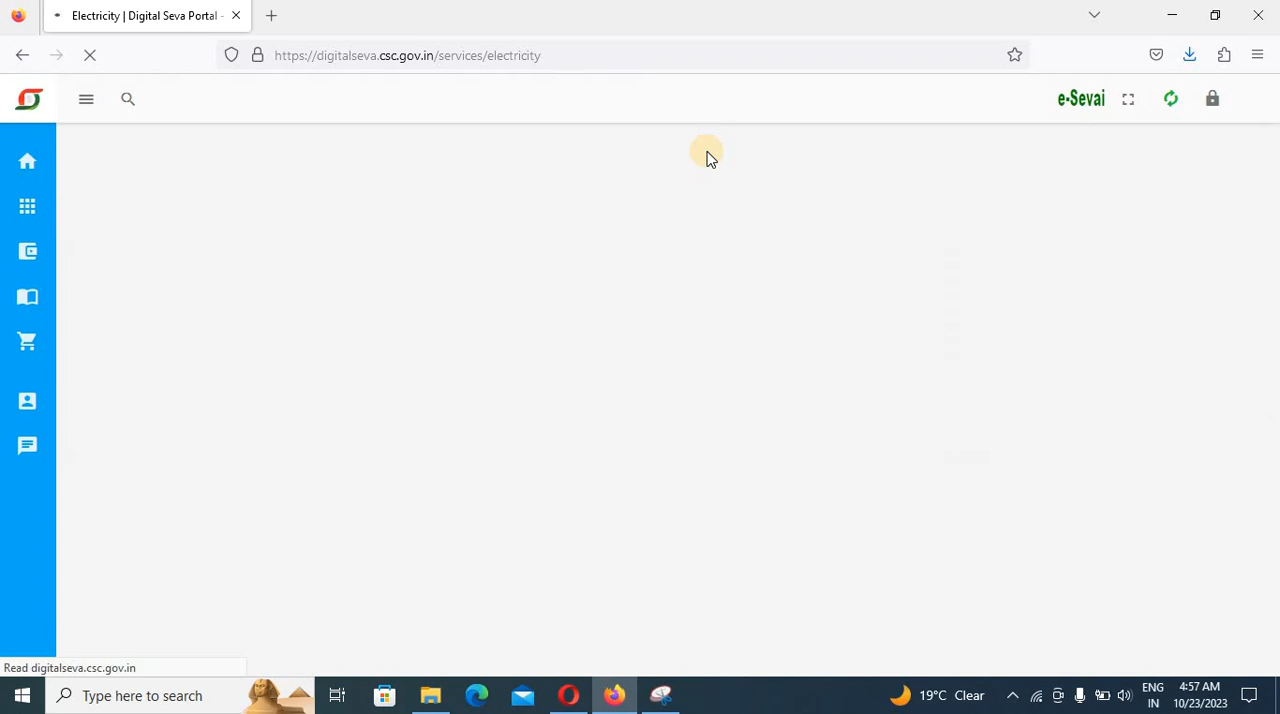 Electricity | Digital Seva Portal -
https://digitalseva.csc.gov.in/services/electricity
e-Sevai
Read digitalseva.csc.gov.in
Type here to search
19°C Clear
ENG
IN
4:57 AM
10/23/2023